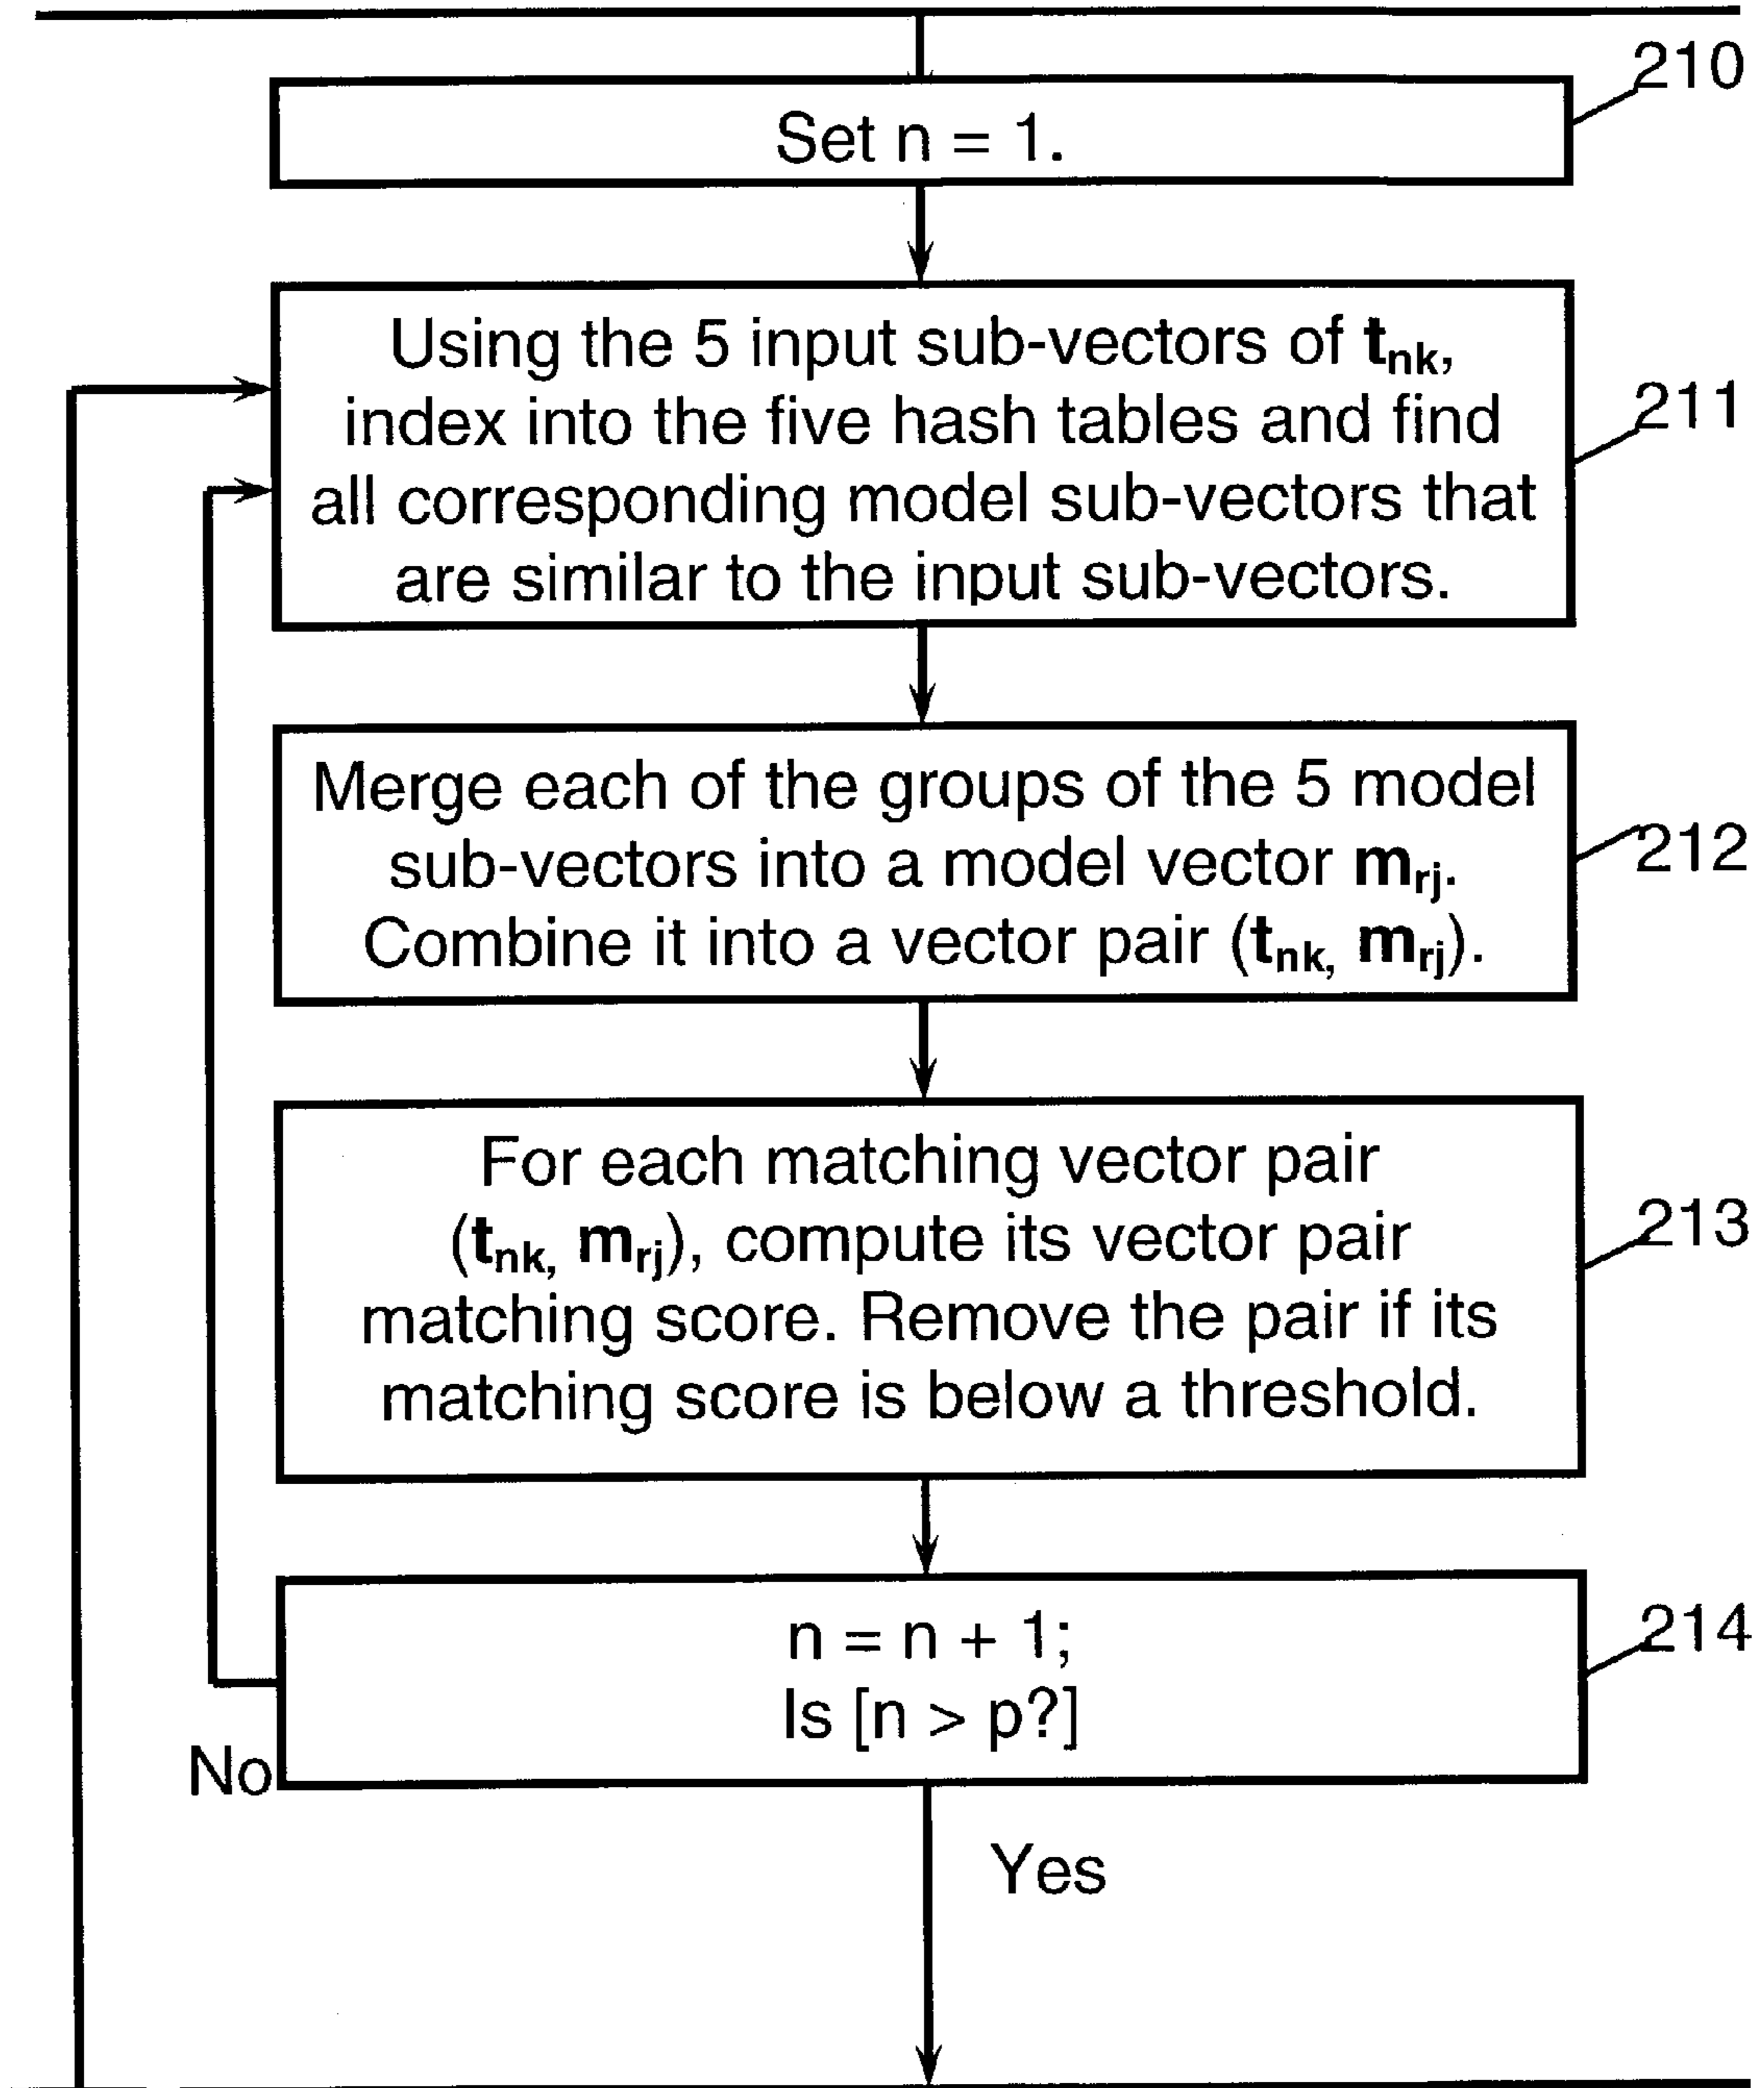 210
Set n = 1.
Using the 5 input sub-vectors of tnk,
index into the five hash tables and find
all corresponding model sub-vectors that
are similar to the input sub-vectors.
211
Merge each of the groups of the 5 model
sub-vectors into a model vector mrj.
Combine it into a vector pair (tnk, mrj).
212
For each matching vector pair
(tnk, mrj), compute its vector pair
matching score. Remove the pair if its
matching score is below a threshold.
213
n = n + 1;
Is [n > p?]
214
No
Yes